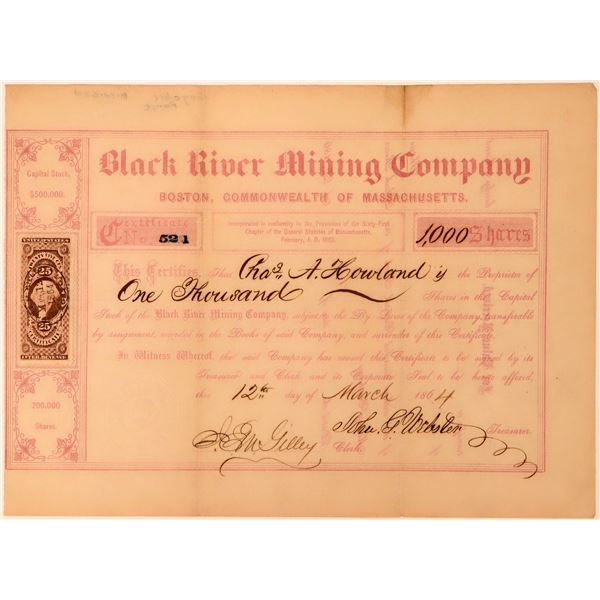 Capital Stock,
$500,000.
UNITED STATES
25 25
CERTIFICATE
INTER. REVENUE
200,000
Shares.
Black River Mining Company
BOSTON, COMMONWEALTH OF MASSACHUSETTS.
Certificate
No. 521
Incorporated in conformity to the Provisions of the Sixty-First
Chapter of the General Statutes of Massachusetts,
February, A. D. 1863.
1,000 Shares
This Certifies, That Chas. A. Howland is the Proprietor of
One Thousand Shares in the Capital
Stock of the Black River Mining Company, subject to the By-Laws of the Company, transferable
by assignment, recorded in the Books of said Company, and surrender of this Certificate.
In Witness Whereof, the said Company has caused this Certificate to be signed by its
Treasurer and Clerk and its Corporate Seal to be hereto affixed,
this 12th day of March 1864
John G. Webster Treasurer.
Clerk.